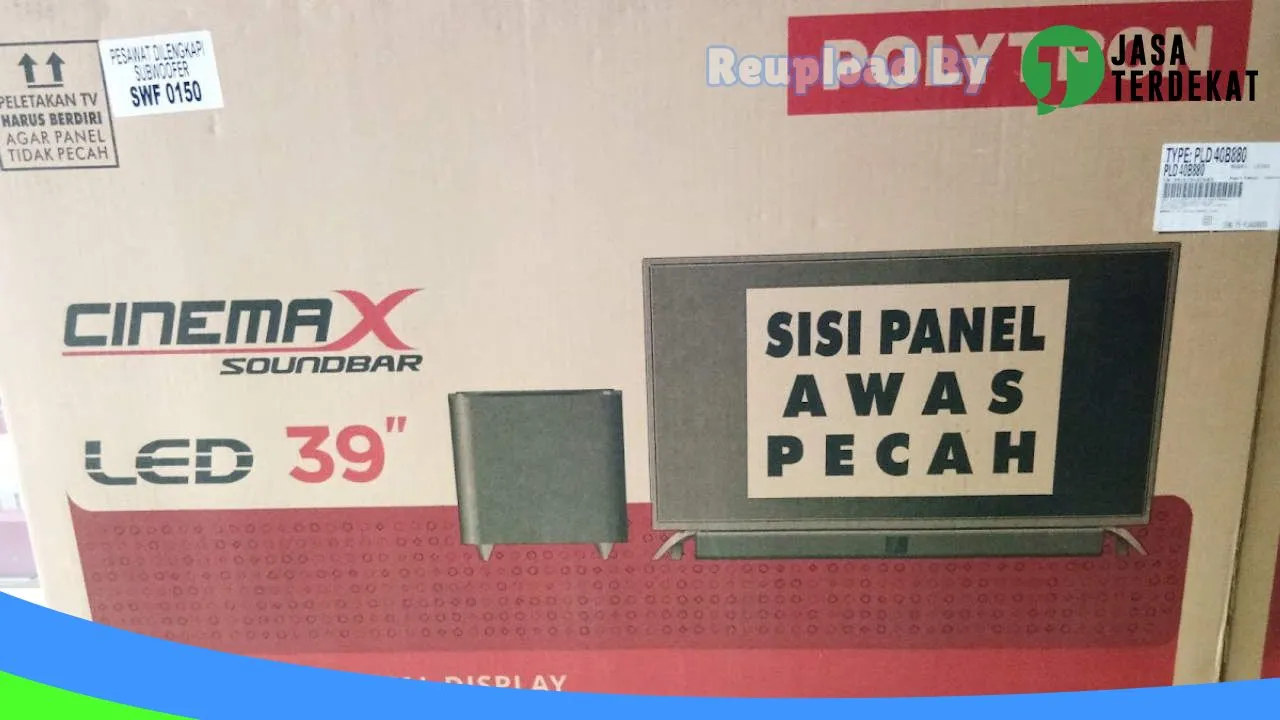 PESAWAT DILENGKAPI
SUBWOOFER
SWF 0150
PELETAKAN TV
HARUS BERDIRI
AGAR PANEL
TIDAK PECAH
POLYTRON
Reupload By
JASA
TERDEKAT
TYPE: PLD 40B880
PLD 40B880
CINEMAX
SOUNDBAR
LED 39"
SISI PANEL
AWAS
PECAH
DISPLAY